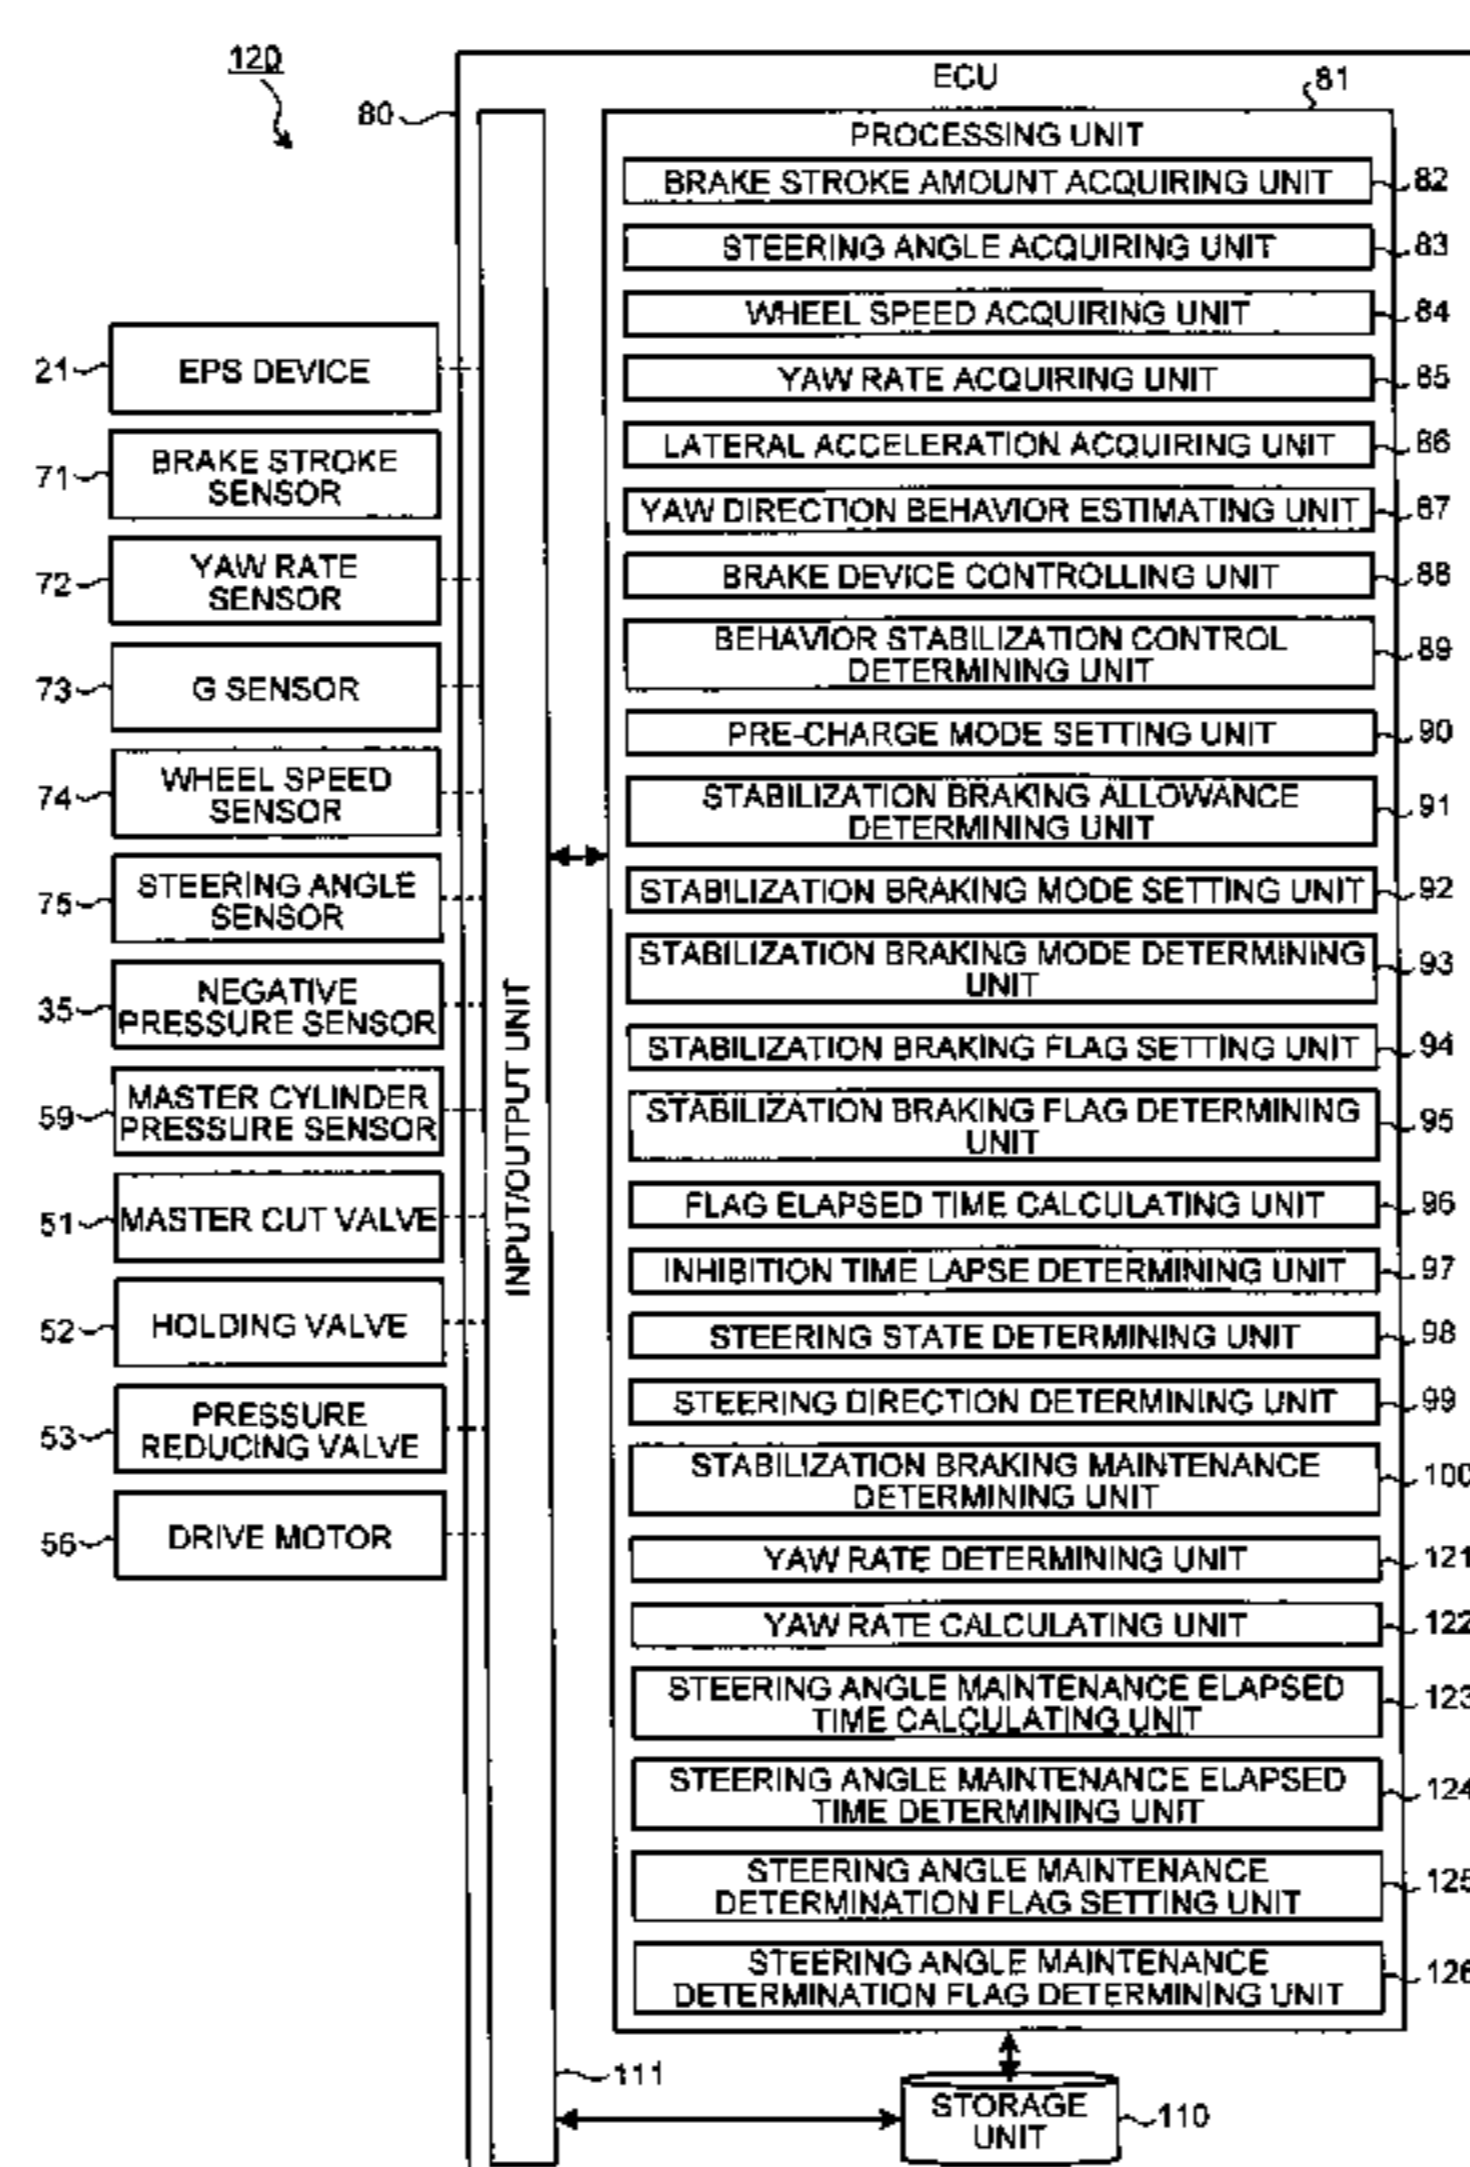 120
80
ECU
81
PROCESSING UNIT
BRAKE STROKE AMOUNT ACQUIRING UNIT
82
STEERING ANGLE ACQUIRING UNIT
83
WHEEL SPEED ACQUIRING UNIT
84
YAW RATE ACQUIRING UNIT
85
LATERAL ACCELERATION ACQUIRING UNIT
86
YAW DIRECTION BEHAVIOR ESTIMATING UNIT
87
BRAKE DEVICE CONTROLLING UNIT
88
BEHAVIOR STABILIZATION CONTROL
DETERMINING UNIT
89
PRE-CHARGE MODE SETTING UNIT
90
STABILIZATION BRAKING ALLOWANCE
DETERMINING UNIT
91
STABILIZATION BRAKING MODE SETTING UNIT
92
STABILIZATION BRAKING MODE DETERMINING
UNIT
93
STABILIZATION BRAKING FLAG SETTING UNIT
94
STABILIZATION BRAKING FLAG DETERMINING
UNIT
95
FLAG ELAPSED TIME CALCULATING UNIT
96
INHIBITION TIME LAPSE DETERMINING UNIT
97
STEERING STATE DETERMINING UNIT
98
STEERING DIRECTION DETERMINING UNIT
99
STABILIZATION BRAKING MAINTENANCE
DETERMINING UNIT
100
YAW RATE DETERMINING UNIT
121
YAW RATE CALCULATING UNIT
122
STEERING ANGLE MAINTENANCE ELAPSED
TIME CALCULATING UNIT
123
STEERING ANGLE MAINTENANCE ELAPSED
TIME DETERMINING UNIT
124
STEERING ANGLE MAINTENANCE
DETERMINATION FLAG SETTING UNIT
125
STEERING ANGLE MAINTENANCE
DETERMINATION FLAG DETERMINING UNIT
126
21
EPS DEVICE
71
BRAKE STROKE
SENSOR
72
YAW RATE
SENSOR
73
G SENSOR
74
WHEEL SPEED
SENSOR
75
STEERING ANGLE
SENSOR
35
NEGATIVE
PRESSURE SENSOR
59
MASTER CYLINDER
PRESSURE SENSOR
51
MASTER CUT VALVE
52
HOLDING VALVE
53
PRESSURE
REDUCING VALVE
56
DRIVE MOTOR
INPUT/OUTPUT UNIT
111
STORAGE
UNIT
110